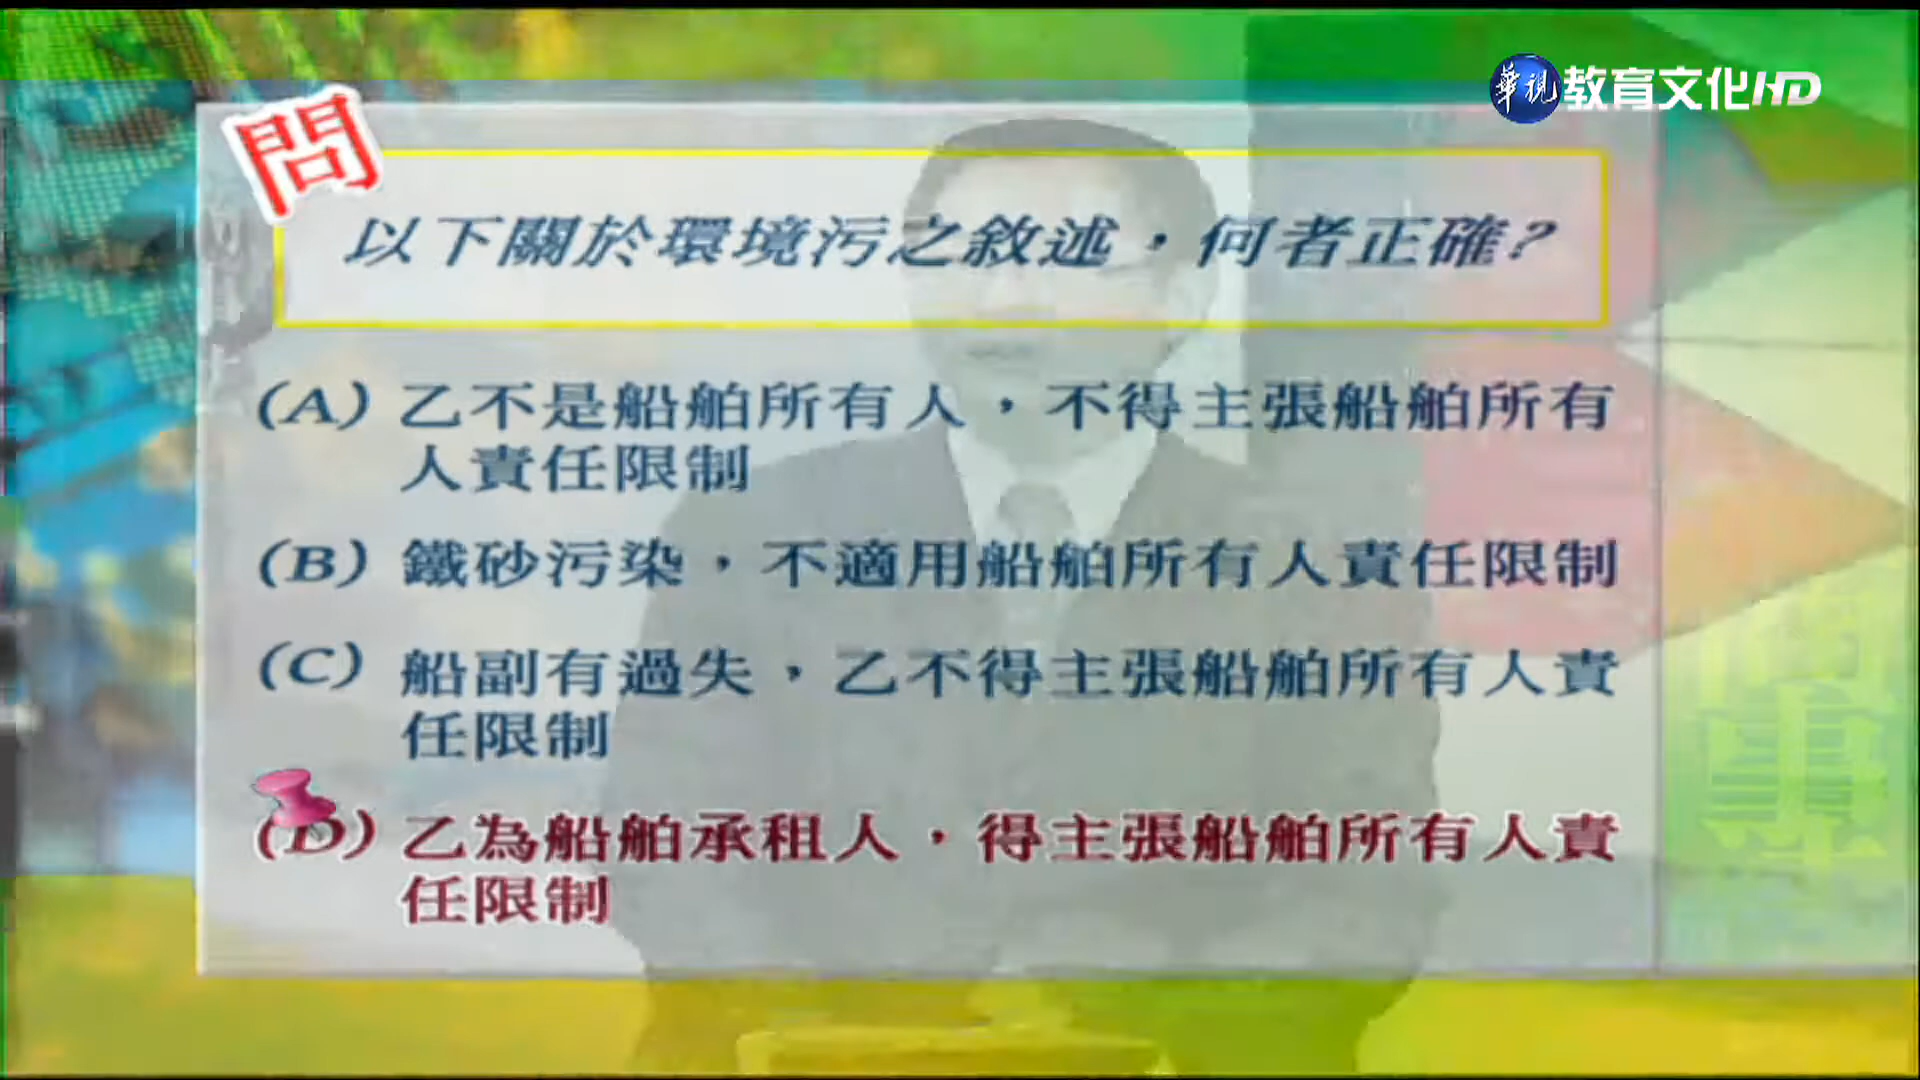 華視 教育文化HD
問
以下關於環境污之敘述，何者正確?
(A) 乙不是船舶所有人，不得主張船舶所有
人責任限制
(B) 鐵砂污染，不適用船舶所有人責任限制
(C) 船副有過失，乙不得主張船舶所有人責
任限制
(D) 乙為船舶承租人，得主張船舶所有人責
任限制